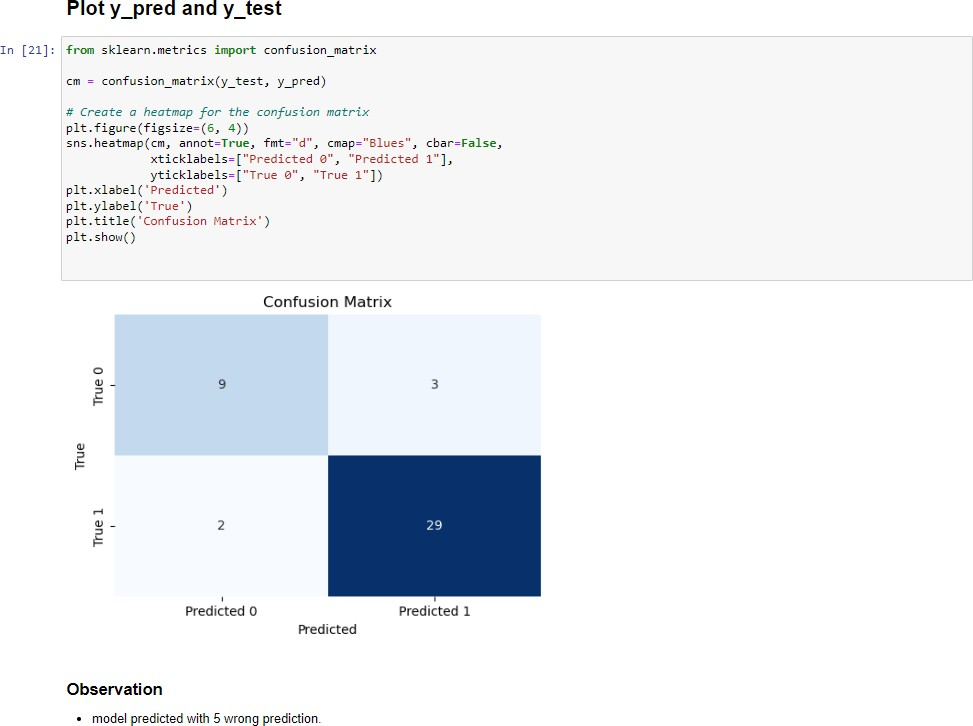 Plot y_pred and y_test
In [21]:
from sklearn.metrics import confusion_matrix
cm = confusion_matrix(y_test, y_pred)
# Create a heatmap for the confusion matrix
plt.figure(figsize=(6, 4))
sns.heatmap(cm, annot=True, fmt="d", cmap="Blues", cbar=False,
            xticklabels=["Predicted 0", "Predicted 1"],
            yticklabels=["True 0", "True 1"])
plt.xlabel('Predicted')
plt.ylabel('True')
plt.title('Confusion Matrix')
plt.show()
Confusion Matrix
True 0
9
3
True
True 1
2
29
Predicted 0
Predicted 1
Predicted
Observation
• model predicted with 5 wrong prediction.